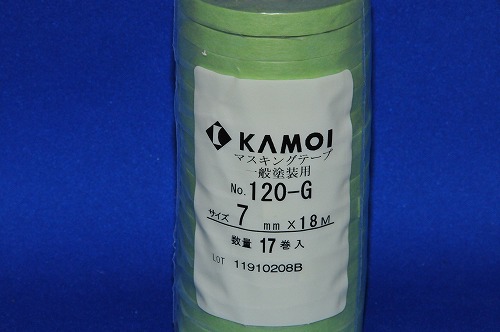 KAMOI
マスキングテープ
一般塗装用
No. 120-G
サイズ 7 mm × 18M
数量 17 巻入
LOT 11910208B